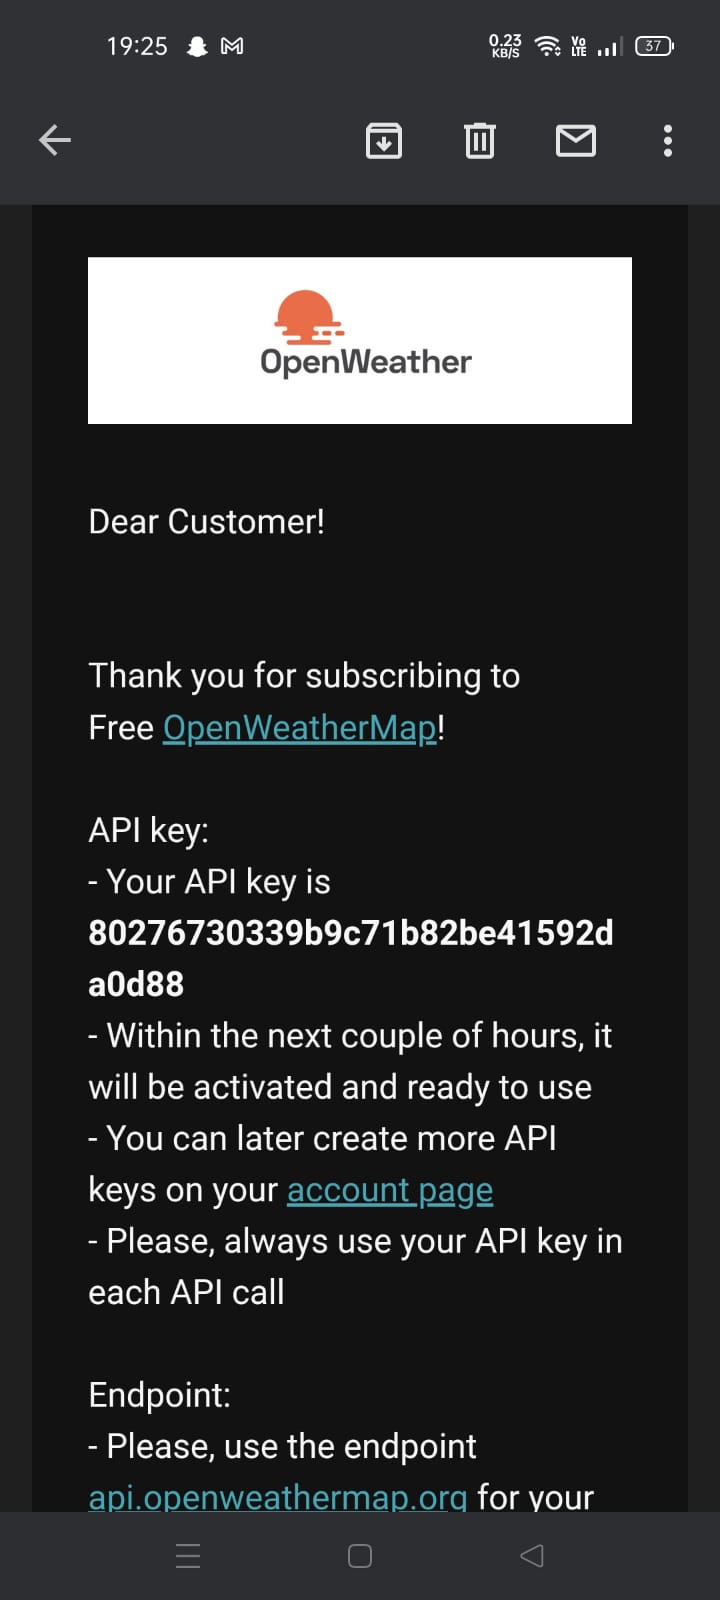 19:25
0.23
KB/S
Vo
LTE
37
OpenWeather
Dear Customer!
Thank you for subscribing to
Free OpenWeatherMap!
API key:
- Your API key is
80276730339b9c71b82be41592d
a0d88
- Within the next couple of hours, it
will be activated and ready to use
- You can later create more API
keys on your account page
- Please, always use your API key in
each API call
Endpoint:
- Please, use the endpoint
api.openweathermap.org for your